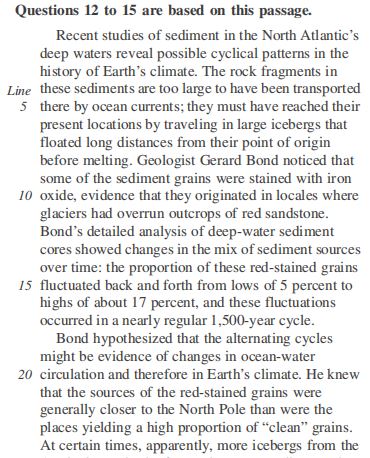 Questions 12 to 15 are based on this passage.
Recent studies of sediment in the North Atlantic's
deep waters reveal possible cyclical patterns in the
history of Earth's climate. The rock fragments in
Line these sediments are too large to have been transported
5 there by ocean currents; they must have reached their
present locations by traveling in large icebergs that
floated long distances from their point of origin
before melting. Geologist Gerard Bond noticed that
some of the sediment grains were stained with iron
10 oxide, evidence that they originated in locales where
glaciers had overrun outcrops of red sandstone.
Bond's detailed analysis of deep-water sediment
cores showed changes in the mix of sediment sources
over time: the proportion of these red-stained grains
15 fluctuated back and forth from lows of 5 percent to
highs of about 17 percent, and these fluctuations
occurred in a nearly regular 1,500-year cycle.
Bond hypothesized that the alternating cycles
might be evidence of changes in ocean-water
20 circulation and therefore in Earth's climate. He knew
that the sources of the red-stained grains were
generally closer to the North Pole than were the
places yielding a high proportion of “clean” grains.
At certain times, apparently, more icebergs from the